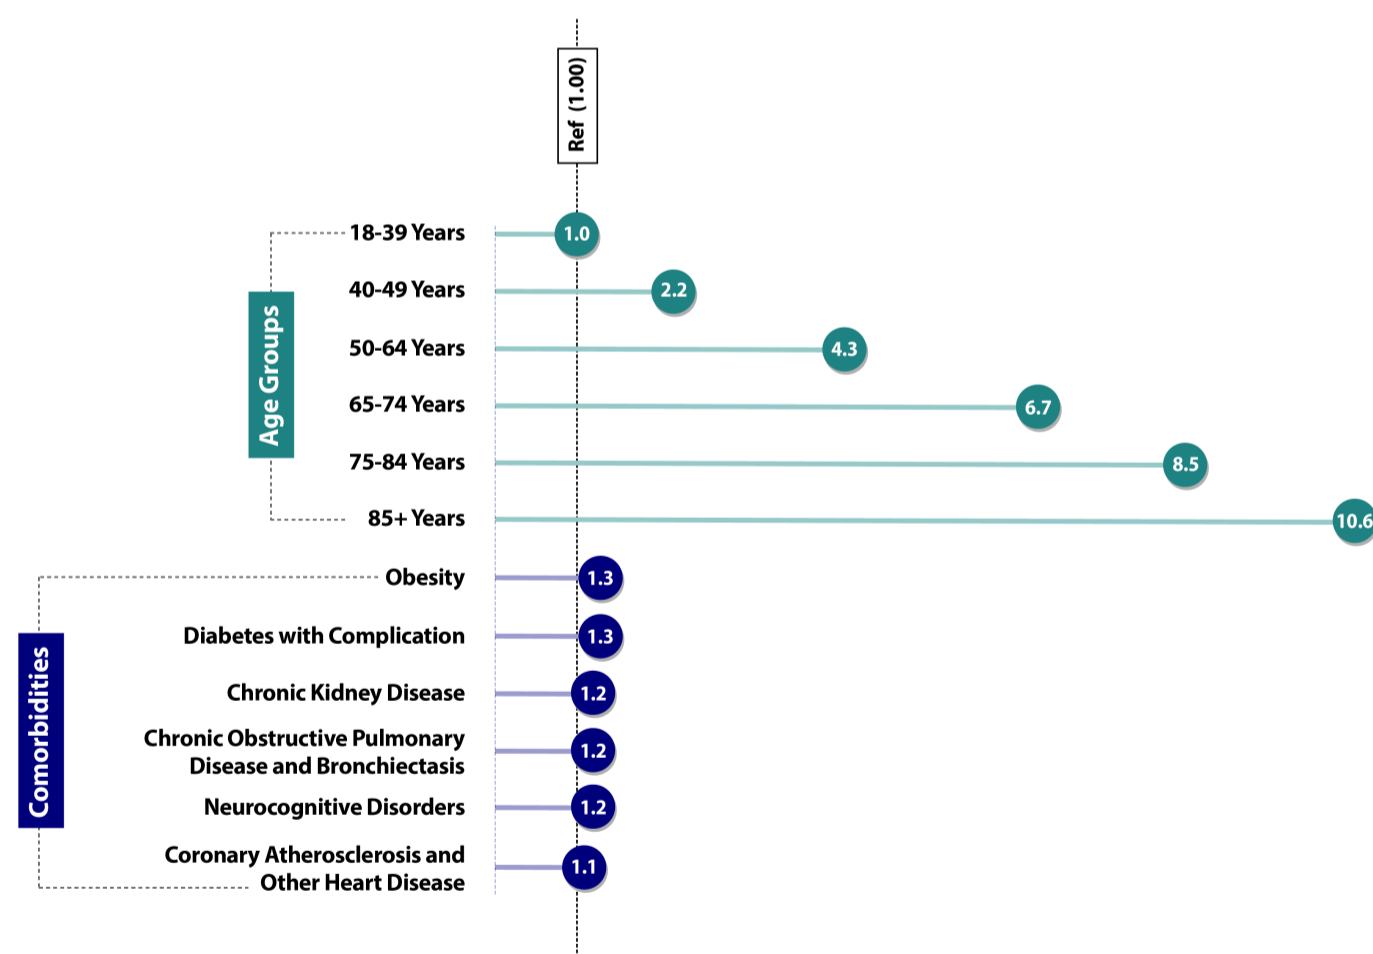 Ref (1.00)
Age Groups
18-39 Years
1.0
40-49 Years
2.2
50-64 Years
4.3
65-74 Years
6.7
75-84 Years
8.5
85+ Years
10.6
Comorbidities
Obesity
1.3
Diabetes with Complication
1.3
Chronic Kidney Disease
1.2
Chronic Obstructive Pulmonary
Disease and Bronchiectasis
1.2
Neurocognitive Disorders
1.2
Coronary Atherosclerosis and
Other Heart Disease
1.1